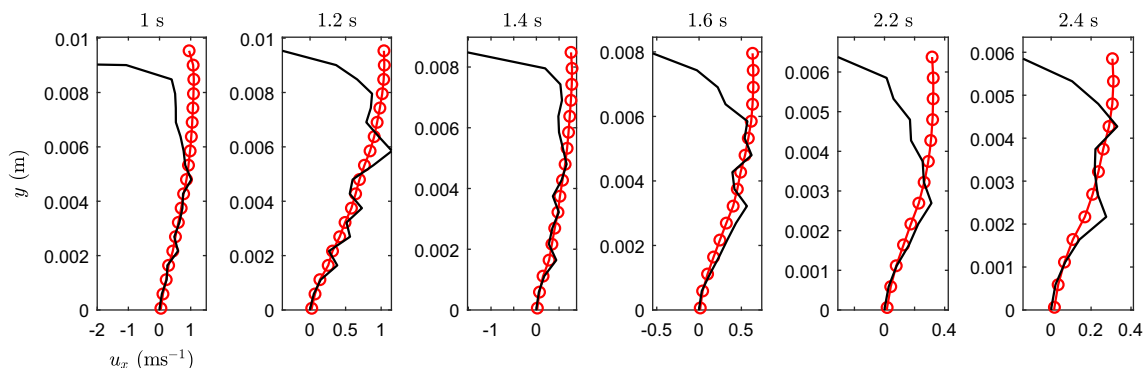 1 s 1.2 s 1.4 s 1.6 s 2.2 s 2.4 s
0.01 0.01
0.008 0.008 0.008 0.008 0.006 0.006
0.006 0.006 0.006 0.006 0.005 0.005
0.004 0.004 0.004 0.004 0.004 0.004
0.002 0.002 0.002 0.002 0.003 0.003
0.002 0.002
0.001 0.001
0 0 0 0 0 0
y (m)
-2 -1 0 1 0 0.5 1 -1 0 -0.5 0 0.5 0 0.2 0.4 0 0.2 0.4
uₓ (ms⁻¹)